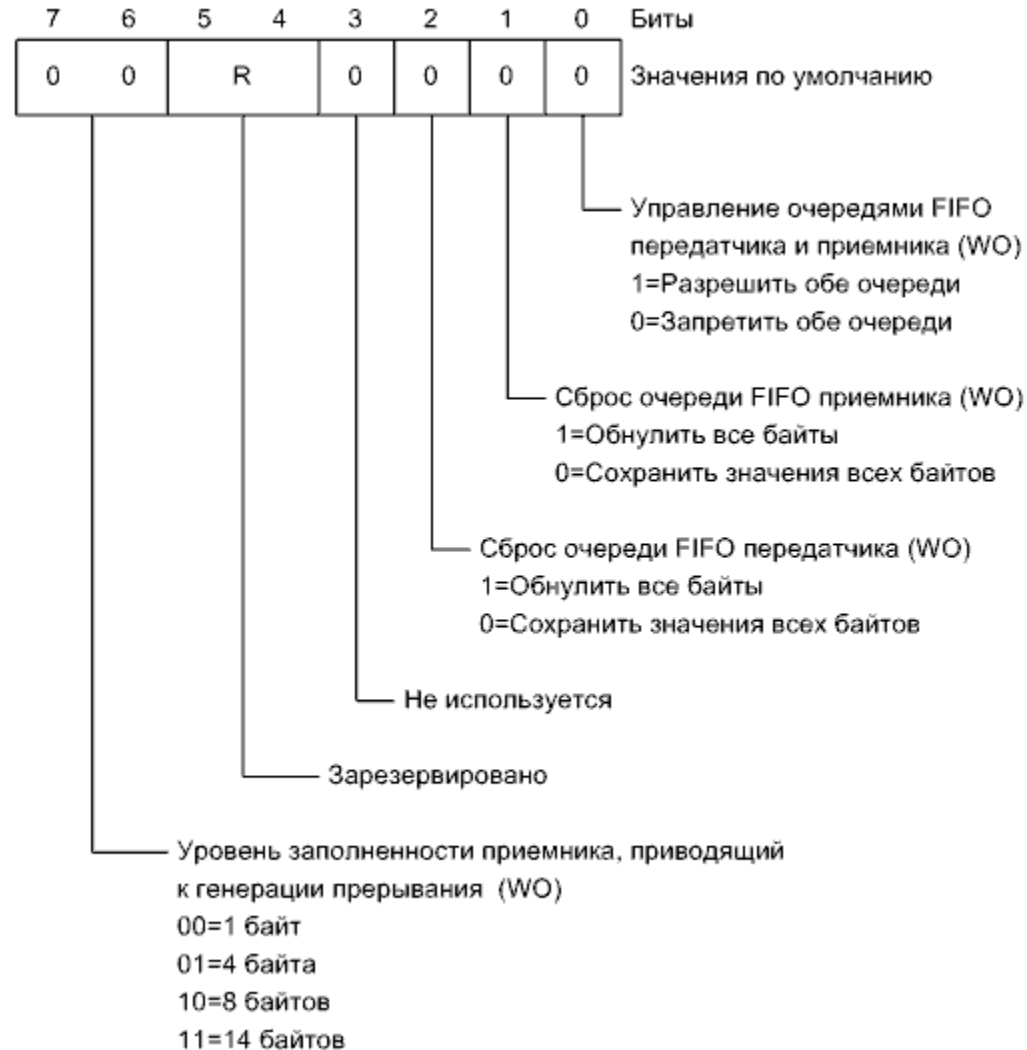 7 6 5 4 3 2 1 0 Биты
0 0 R 0 0 0 0 Значения по умолчанию
Управление очередями FIFO
передатчика и приемника (WO)
1=Разрешить обе очереди
0=Запретить обе очереди
Сброс очереди FIFO приемника (WO)
1=Обнулить все байты
0=Сохранить значения всех байтов
Сброс очереди FIFO передатчика (WO)
1=Обнулить все байты
0=Сохранить значения всех байтов
Не используется
Зарезервировано
Уровень заполненности приемника, приводящий
к генерации прерывания (WO)
00=1 байт
01=4 байта
10=8 байтов
11=14 байтов